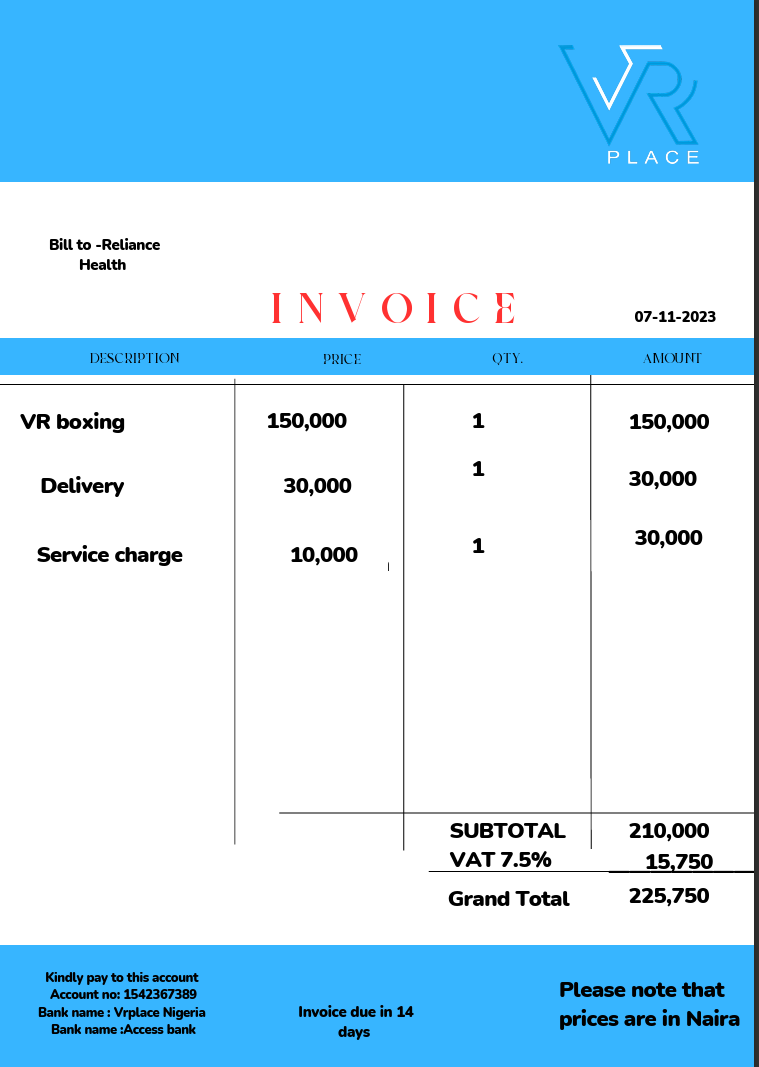 VR
PLACE
Bill to -Reliance
Health
INVOICE
07-11-2023
DESCRIPTION PRICE QTY. AMOUNT
VR boxing 150,000 1 150,000
Delivery 30,000 1 30,000
Service charge 10,000 1 30,000
SUBTOTAL 210,000
VAT 7.5% 15,750
Grand Total 225,750
Kindly pay to this account
Account no: 1542367389
Bank name : Vrplace Nigeria
Bank name :Access bank
Invoice due in 14
days
Please note that
prices are in Naira